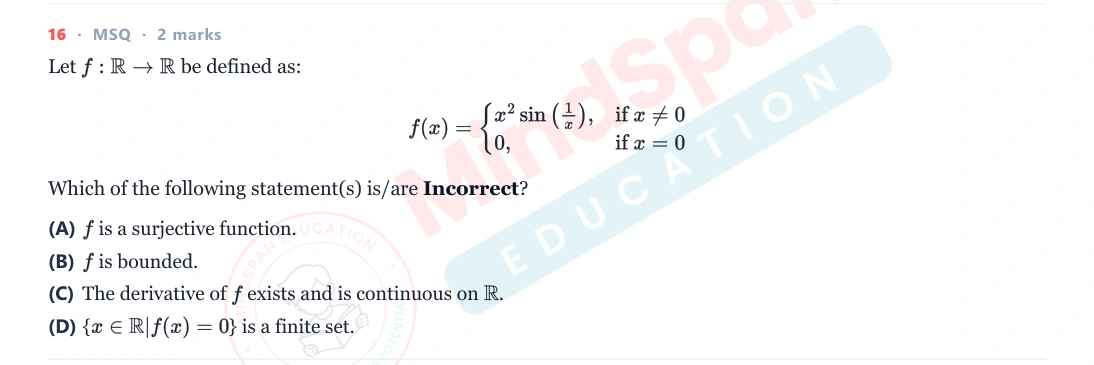 16 · MSQ · 2 marks
Let f : ℝ → ℝ be defined as:
f(x) = { x² sin (1/x), if x ≠ 0
0, if x = 0
Which of the following statement(s) is/are Incorrect?
(A) f is a surjective function.
(B) f is bounded.
(C) The derivative of f exists and is continuous on ℝ.
(D) {x ∈ ℝ|f(x) = 0} is a finite set.
Mindspan
EDUCATION